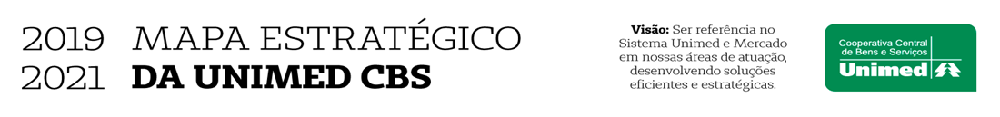 2019 MAPA ESTRATÉGICO
2021 DA UNIMED CBS
Visão: Ser referência no
Sistema Unimed e Mercado
em nossas áreas de atuação,
desenvolvendo soluções
eficientes e estratégicas.
Cooperativa Central
de Bens e Serviços
Unimed